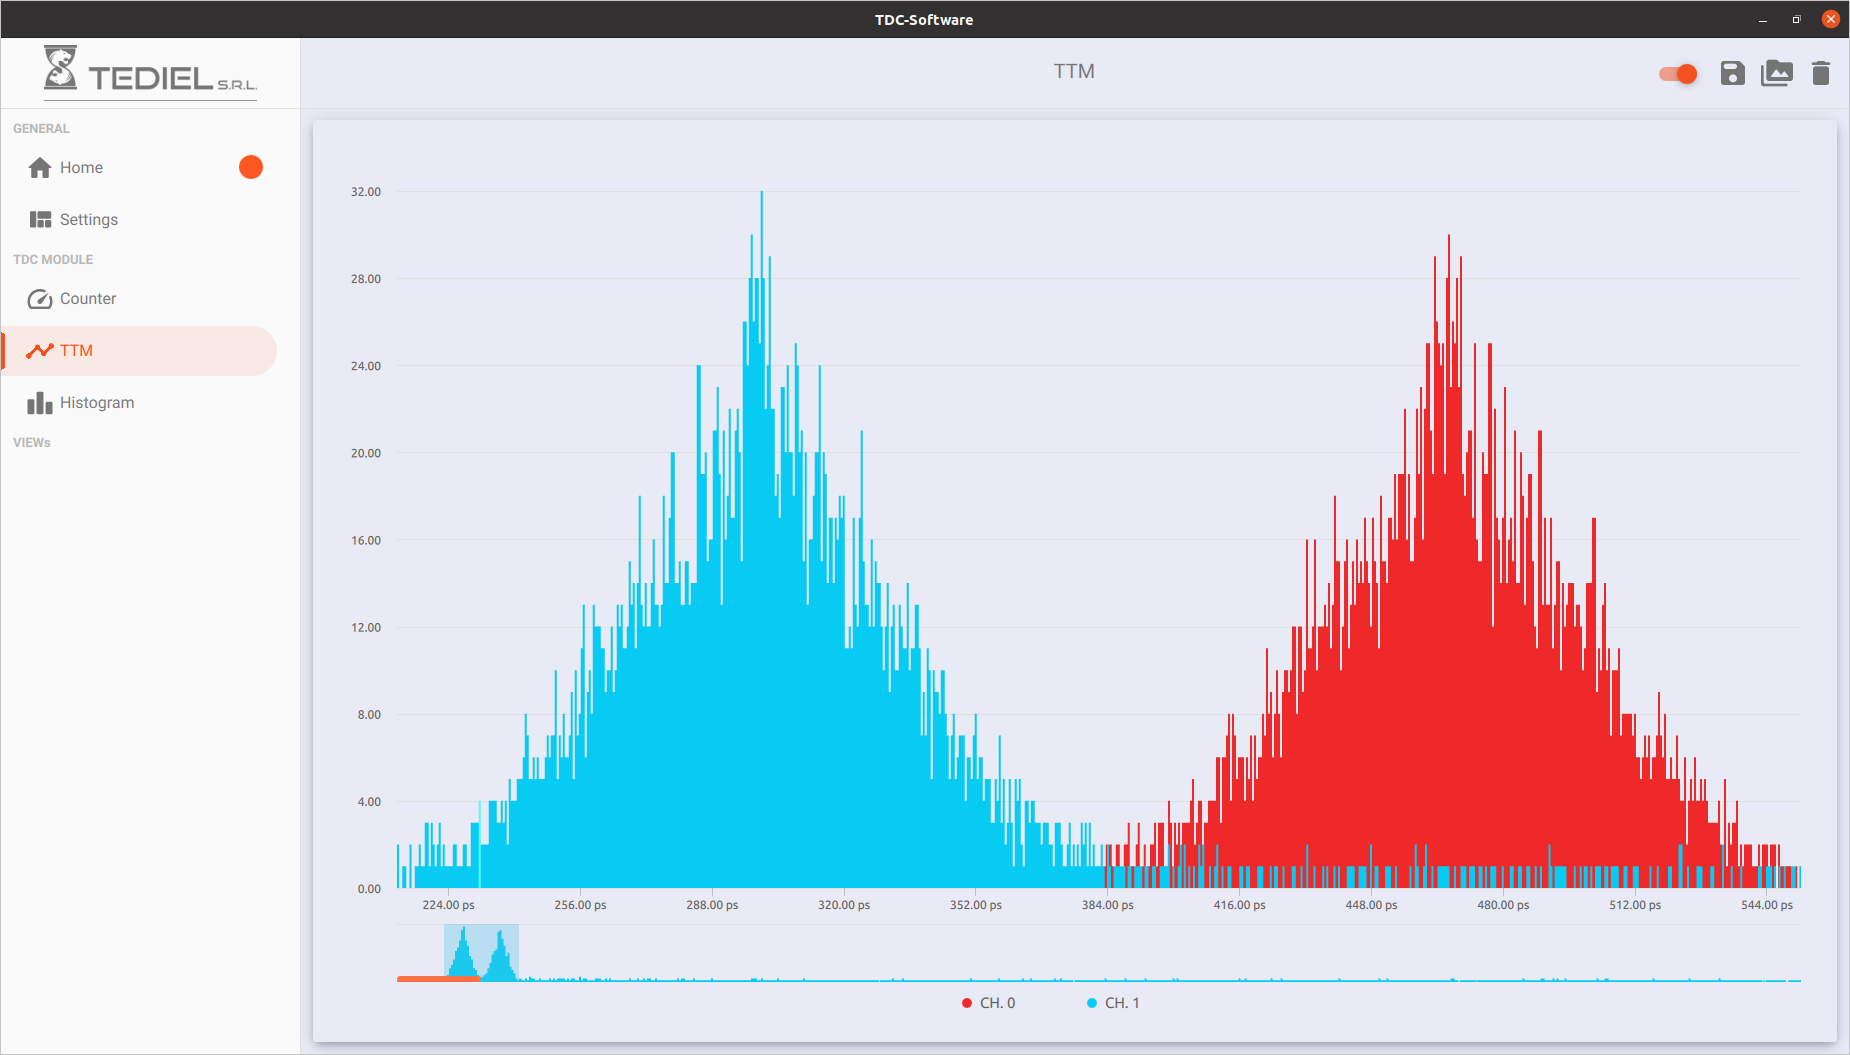 TDC-Software
TEDIEL S.R.L.
TTM
GENERAL
Home
Settings
TDC MODULE
Counter
TTM
Histogram
VIEWs
32.00
28.00
24.00
20.00
16.00
12.00
8.00
4.00
0.00
224.00 ps 256.00 ps 288.00 ps 320.00 ps 352.00 ps 384.00 ps 416.00 ps 448.00 ps 480.00 ps 512.00 ps 544.00 ps
CH. 0 CH. 1